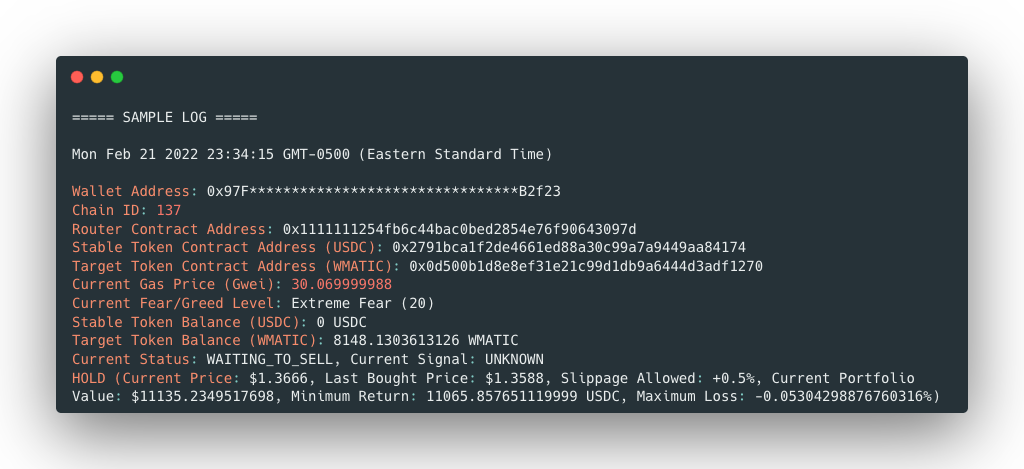 ===== SAMPLE LOG =====
Mon Feb 21 2022 23:34:15 GMT-0500 (Eastern Standard Time)
Wallet Address: 0x97F********************************B2f23
Chain ID: 137
Router Contract Address: 0x1111111254fb6c44bac0bed2854e76f90643097d
Stable Token Contract Address (USDC): 0x2791bca1f2de4661ed88a30c99a7a9449aa84174
Target Token Contract Address (WMATIC): 0x0d500b1d8e8ef31e21c99d1db9a6444d3adf1270
Current Gas Price (Gwei): 30.069999988
Current Fear/Greed Level: Extreme Fear (20)
Stable Token Balance (USDC): 0 USDC
Target Token Balance (WMATIC): 8148.1303613126 WMATIC
Current Status: WAITING_TO_SELL, Current Signal: UNKNOWN
HOLD (Current Price: $1.3666, Last Bought Price: $1.3588, Slippage Allowed: +0.5%, Current Portfolio
Value: $11135.2349517698, Minimum Return: 11065.857651119999 USDC, Maximum Loss: -0.05304298876760316%)